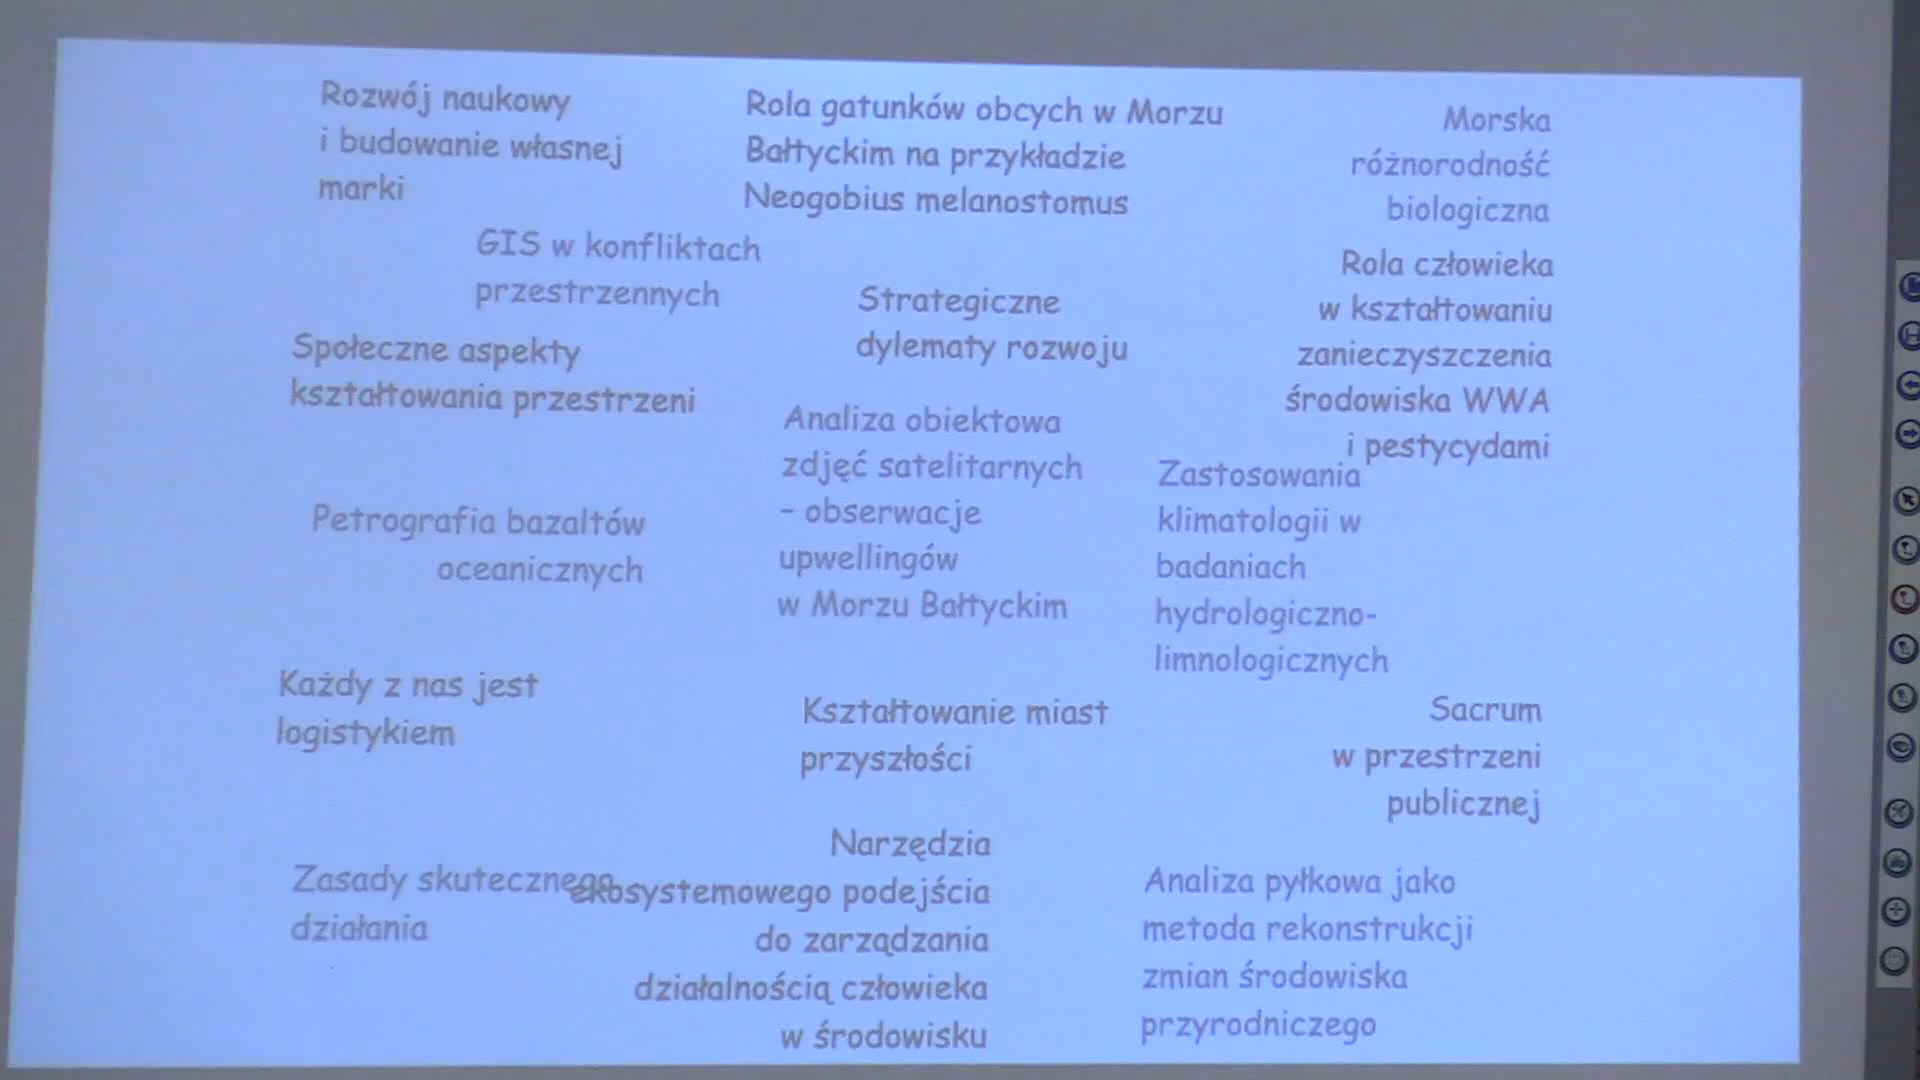 Rozwój naukowy
i budowanie własnej
marki
Rola gatunków obcych w Morzu
Bałtyckim na przykładzie
Neogobius melanostomus
Morska
różnorodność
biologiczna
GIS w konfliktach
przestrzennych
Strategiczne
dylematy rozwoju
Rola człowieka
w kształtowaniu
zanieczyszczenia
środowiska WWA
i pestycydami
Społeczne aspekty
kształtowania przestrzeni
Analiza obiektowa
zdjęć satelitarnych
- obserwacje
upwellingów
w Morzu Bałtyckim
Zastosowania
klimatologii w
badaniach
hydrologiczno-
limnologicznych
Petrografia bazaltów
oceanicznych
Każdy z nas jest
logistykiem
Kształtowanie miast
przyszłości
Sacrum
w przestrzeni
publicznej
Zasady skutecznego
działania
Narzędzia
ekosystemowego podejścia
do zarządzania
działalnością człowieka
w środowisku
Analiza pyłkowa jako
metoda rekonstrukcji
zmian środowiska
przyrodniczego